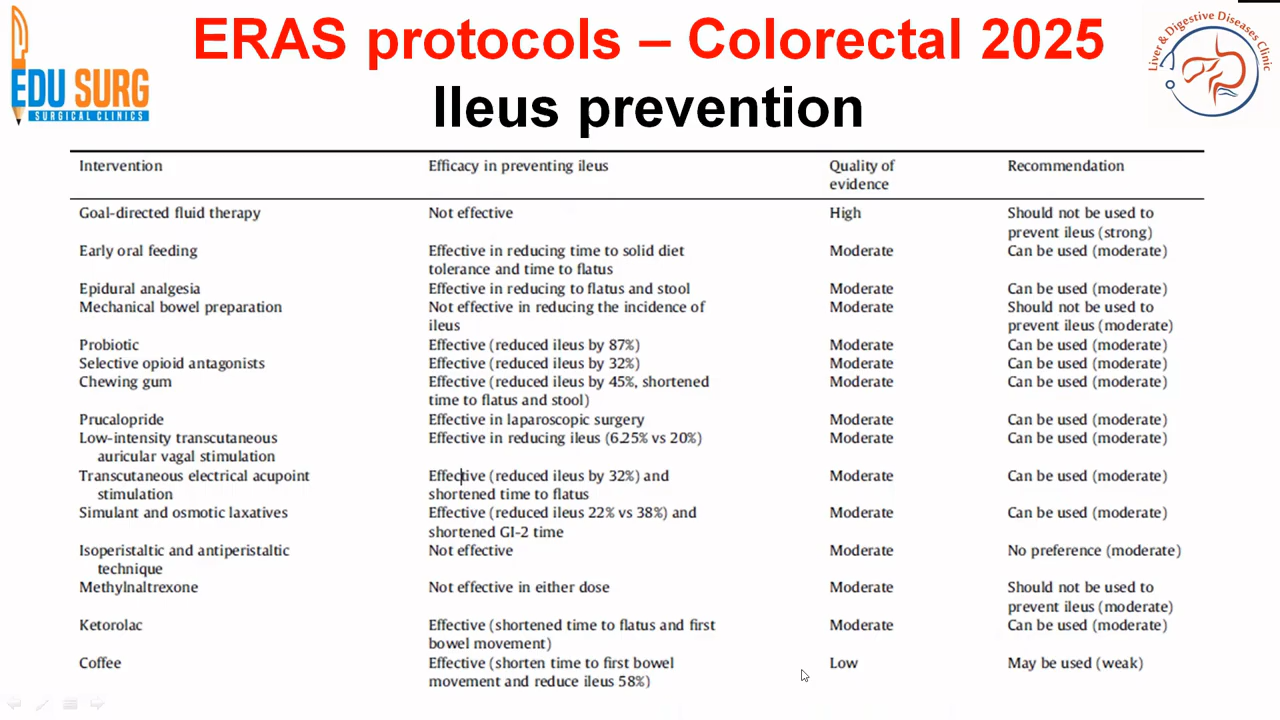 ERAS protocols – Colorectal 2025
Ileus prevention
EDU SURG
SURGICAL CLINICS
Liver & Digestive Diseases Clinic
Intervention Efficacy in preventing ileus Quality of evidence Recommendation
Goal-directed fluid therapy Not effective High Should not be used to
prevent ileus (strong)
Early oral feeding Effective in reducing time to solid diet Moderate Can be used (moderate)
tolerance and time to flatus
Epidural analgesia Effective in reducing to flatus and stool Moderate Can be used (moderate)
Mechanical bowel preparation Not effective in reducing the incidence of Moderate Should not be used to
ileus prevent ileus (moderate)
Probiotic Effective (reduced ileus by 87%) Moderate Can be used (moderate)
Selective opioid antagonists Effective (reduced ileus by 32%) Moderate Can be used (moderate)
Chewing gum Effective (reduced ileus by 45%, shortened Moderate Can be used (moderate)
time to flatus and stool)
Prucalopride Effective in laparoscopic surgery Moderate Can be used (moderate)
Low-intensity transcutaneous Effective in reducing ileus (6.25% vs 20%) Moderate Can be used (moderate)
auricular vagal stimulation
Transcutaneous electrical acupoint Effective (reduced ileus by 32%) and Moderate Can be used (moderate)
stimulation shortened time to flatus
Simulant and osmotic laxatives Effective (reduced ileus 22% vs 38%) and Moderate Can be used (moderate)
shortened GI-2 time
Isoperistaltic and antiperistaltic Not effective Moderate No preference (moderate)
technique
Methylnaltrexone Not effective in either dose Moderate Should not be used to
prevent ileus (moderate)
Ketorolac Effective (shortened time to flatus and first Moderate Can be used (moderate)
bowel movement)
Coffee Effective (shorten time to first bowel Low May be used (weak)
movement and reduce ileus 58%)